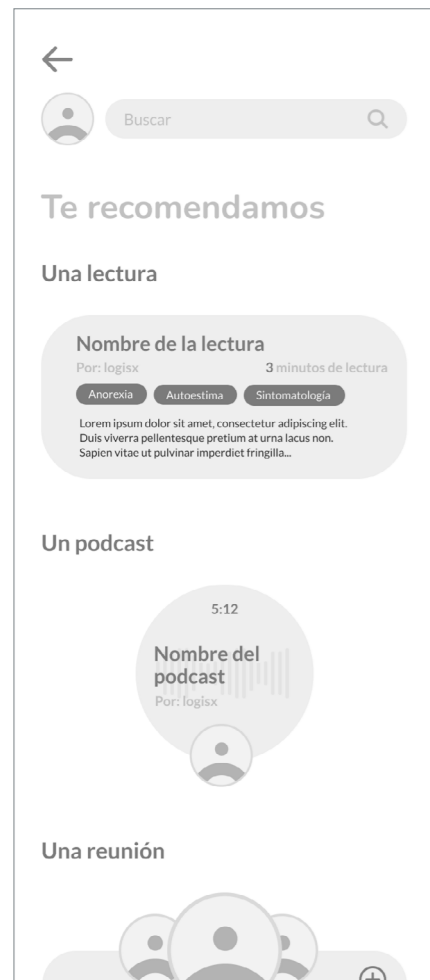 Buscar
Te recomendamos
Una lectura
Nombre de la lectura
Por: logisx
3 minutos de lectura
Anorexia
Autoestima
Sintomatología
Lorem ipsum dolor sit amet, consectetur adipiscing elit.
Duis viverra pellentesque pretium at urna lacus non.
Sapien vitae ut pulvinar imperdiet fringilla...
Un podcast
5:12
Nombre del
podcast
Por: logisx
Una reunión